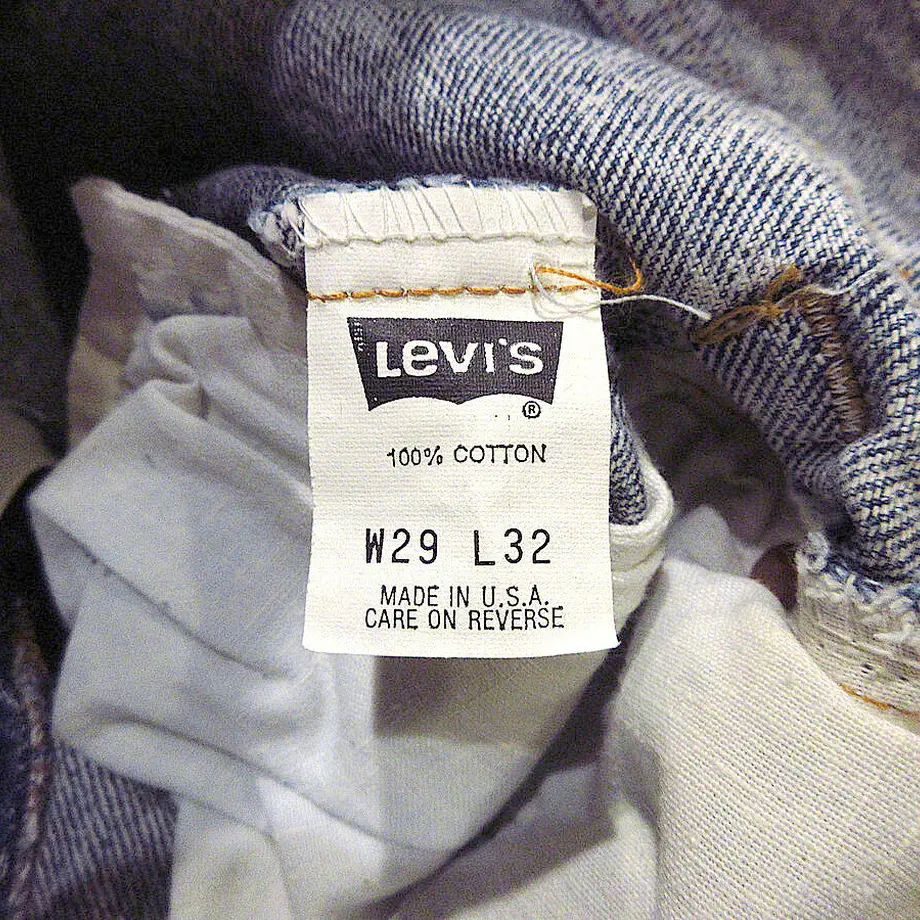 Levi's
®
100% COTTON
W29 L32
MADE IN U.S.A.
CARE ON REVERSE